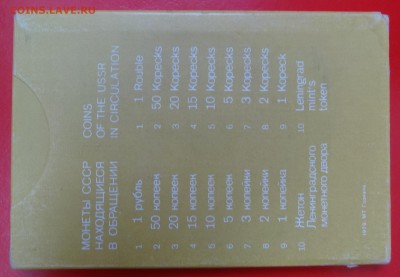 COINS.LAVE.RU
МОНЕТЫ СССР
НАХОДЯЩИЕСЯ
В ОБРАЩЕНИИ
1 1 рубль
2 50 копеек
3 20 копеек
4 15 копеек
5 10 копеек
6 5 копеек
7 3 копейки
8 2 копейки
9 1 копейка
10 Жетон
Ленинградского
монетного двора
COINS
OF THE USSR
IN CIRCULATION
1 1 Rouble
2 50 Kopecks
3 20 Kopecks
4 15 Kopecks
5 10 Kopecks
6 5 Kopecks
7 3 Kopecks
8 2 Kopecks
9 1 Kopeck
10 Leningrad
mint's
token